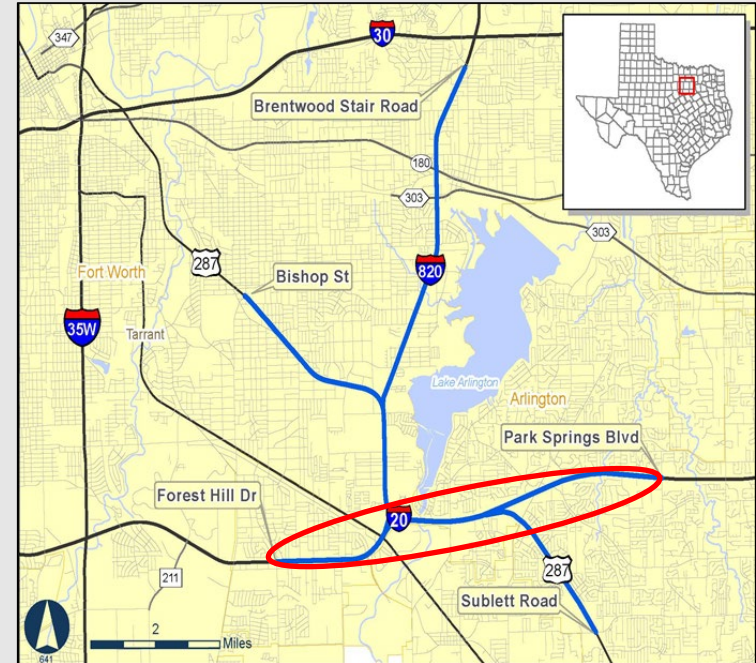 347
30
Brentwood Stair Road
180
303
303
287
Bishop St
820
Fort Worth
35W
Tarrant
Lake Arlington
Arlington
Park Springs Blvd
Forest Hill Dr
20
211
287
Sublett Road
2
Miles
641